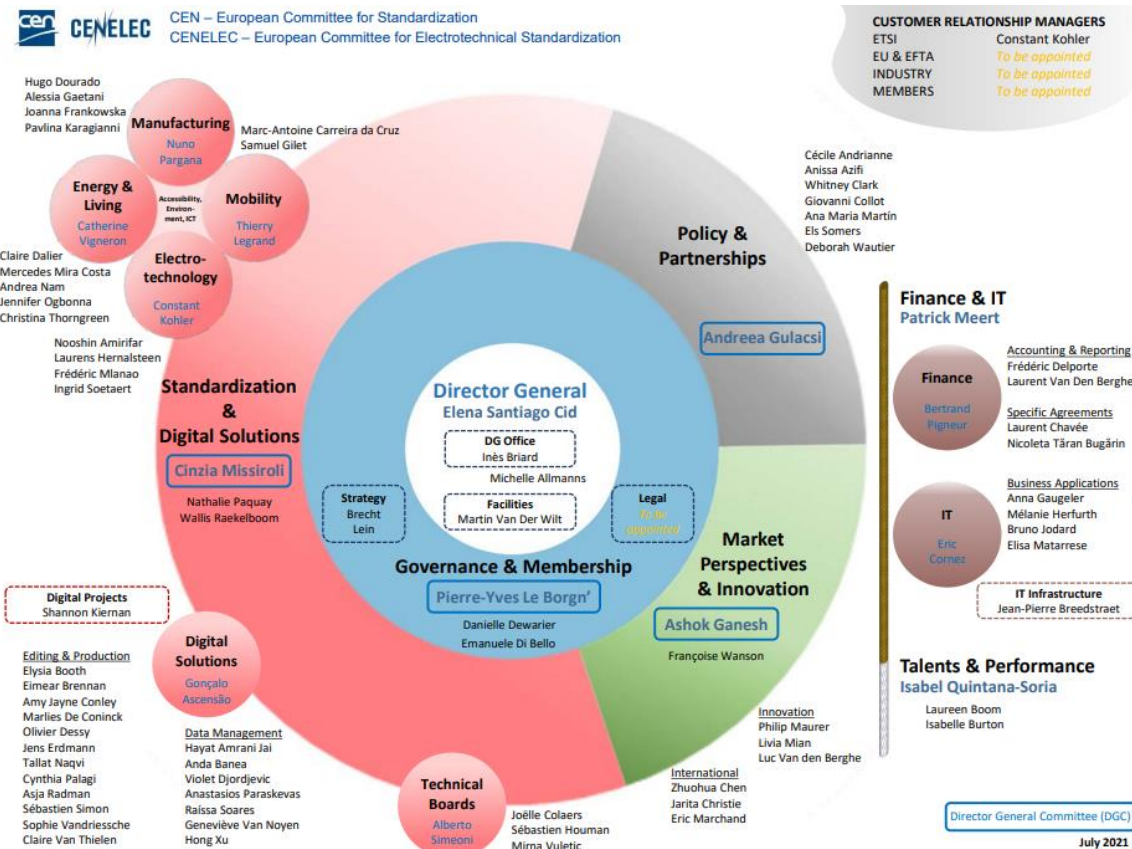 cen
CENELEC
CEN – European Committee for Standardization
CENELEC – European Committee for Electrotechnical Standardization
CUSTOMER RELATIONSHIP MANAGERS
ETSI Constant Kohler
EU & EFTA To be appointed
INDUSTRY To be appointed
MEMBERS To be appointed
Hugo Dourado
Alessia Gaetani
Joanna Frankowska
Pavlina Karagianni
Manufacturing
Nuno
Pargana
Marc-Antoine Carreira da Cruz
Samuel Gilet
Energy &
Living
Catherine
Vigneron
Accessibility,
Environ-
ment, ICT
Mobility
Thierry
Legrand
Claire Dalier
Mercedes Mira Costa
Andrea Nam
Jennifer Ogbonna
Christina Thorngreen
Electro-
technology
Constant
Kohler
Nooshin Amirifar
Laurens Hernalsteen
Frédéric Mlanao
Ingrid Soetaert
Standardization
&
Digital Solutions
Cinzia Missiroli
Nathalie Paquay
Wallis Raekelboom
Policy &
Partnerships
Andreea Gulacsi
Cécile Andrianne
Anissa Azifi
Whitney Clark
Giovanni Collot
Ana Maria Martín
Els Somers
Deborah Wautier
Director General
Elena Santiago Cid
DG Office
Inès Briard
Michelle Allmanns
Facilities
Martin Van Der Wilt
Strategy
Brecht
Lein
Legal
To be
appointed
Governance & Membership
Pierre-Yves Le Borgn’
Danielle Dewarier
Emanuele Di Bello
Market
Perspectives
& Innovation
Ashok Ganesh
Françoise Wanson
Innovation
Philip Maurer
Livia Mian
Luc Van den Berghe
International
Zhuohua Chen
Jarita Christie
Eric Marchand
Digital Projects
Shannon Kiernan
Digital
Solutions
Gonçalo
Ascensão
Editing & Production
Elysia Booth
Eimear Brennan
Amy Jayne Conley
Marlies De Coninck
Olivier Dessy
Jens Erdmann
Tallat Naqvi
Cynthia Palagi
Asja Radman
Sébastien Simon
Sophie Vandriessche
Claire Van Thielen
Data Management
Hayat Amrani Jai
Anda Banea
Violet Djordjevic
Anastasios Paraskevas
Raïssa Soares
Geneviève Van Noyen
Hong Xu
Technical
Boards
Alberto
Simeoni
Joëlle Colaers
Sébastien Houman
Mirna Vuletic
Finance & IT
Patrick Meert
Finance
Bertrand
Pigneur
Accounting & Reporting
Frédéric Delporte
Laurent Van Den Berghe
Specific Agreements
Laurent Chavée
Nicoleta Tăran Bugărin
IT
Eric
Cornez
Business Applications
Anna Gaugeler
Mélanie Herfurth
Bruno Jodard
Elisa Matarrese
IT Infrastructure
Jean-Pierre Breedstraet
Talents & Performance
Isabel Quintana-Soria
Laureen Boom
Isabelle Burton
Director General Committee (DGC)
July 2021